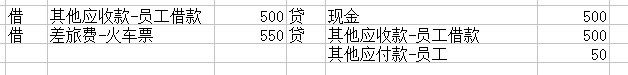 借 其他应收款-员工借款 500 贷 现金 500
借 差旅费-火车票 550 贷 其他应收款-员工借款 500
其他应付款-员工 50